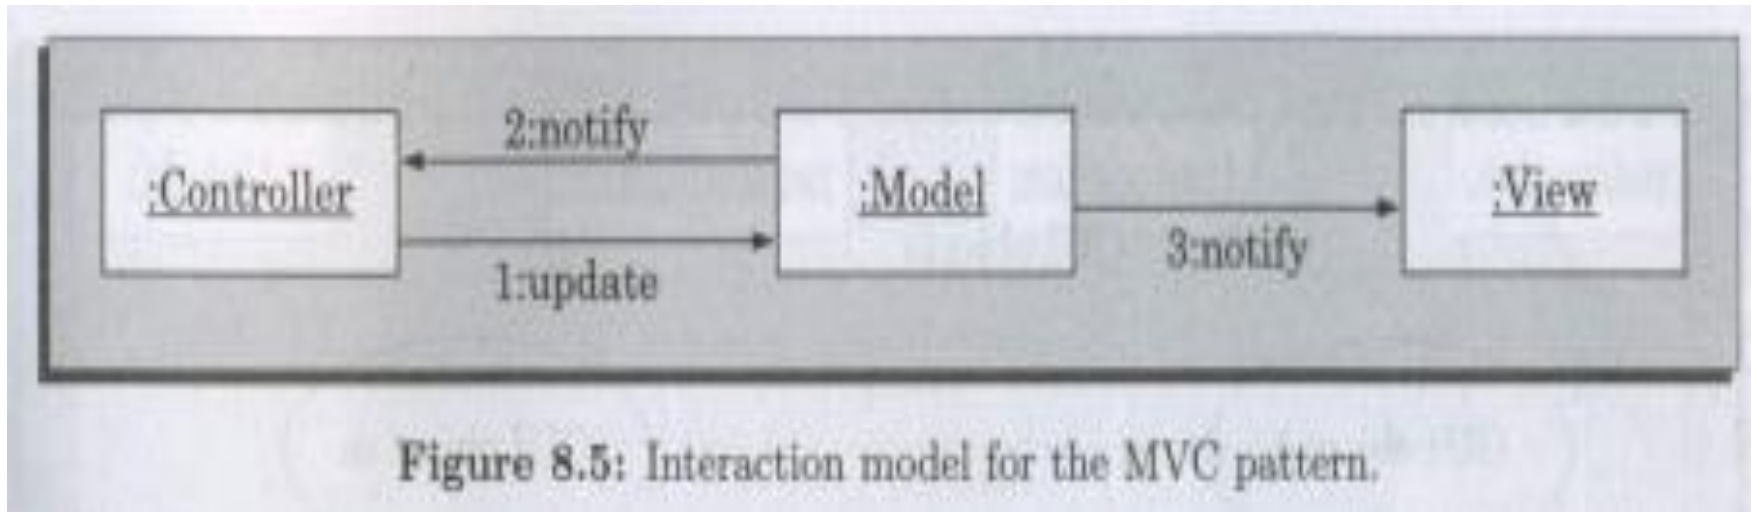 2:notify
:Controller
:Model
:View
3:notify
1:update
Figure 8.5: Interaction model for the MVC pattern.